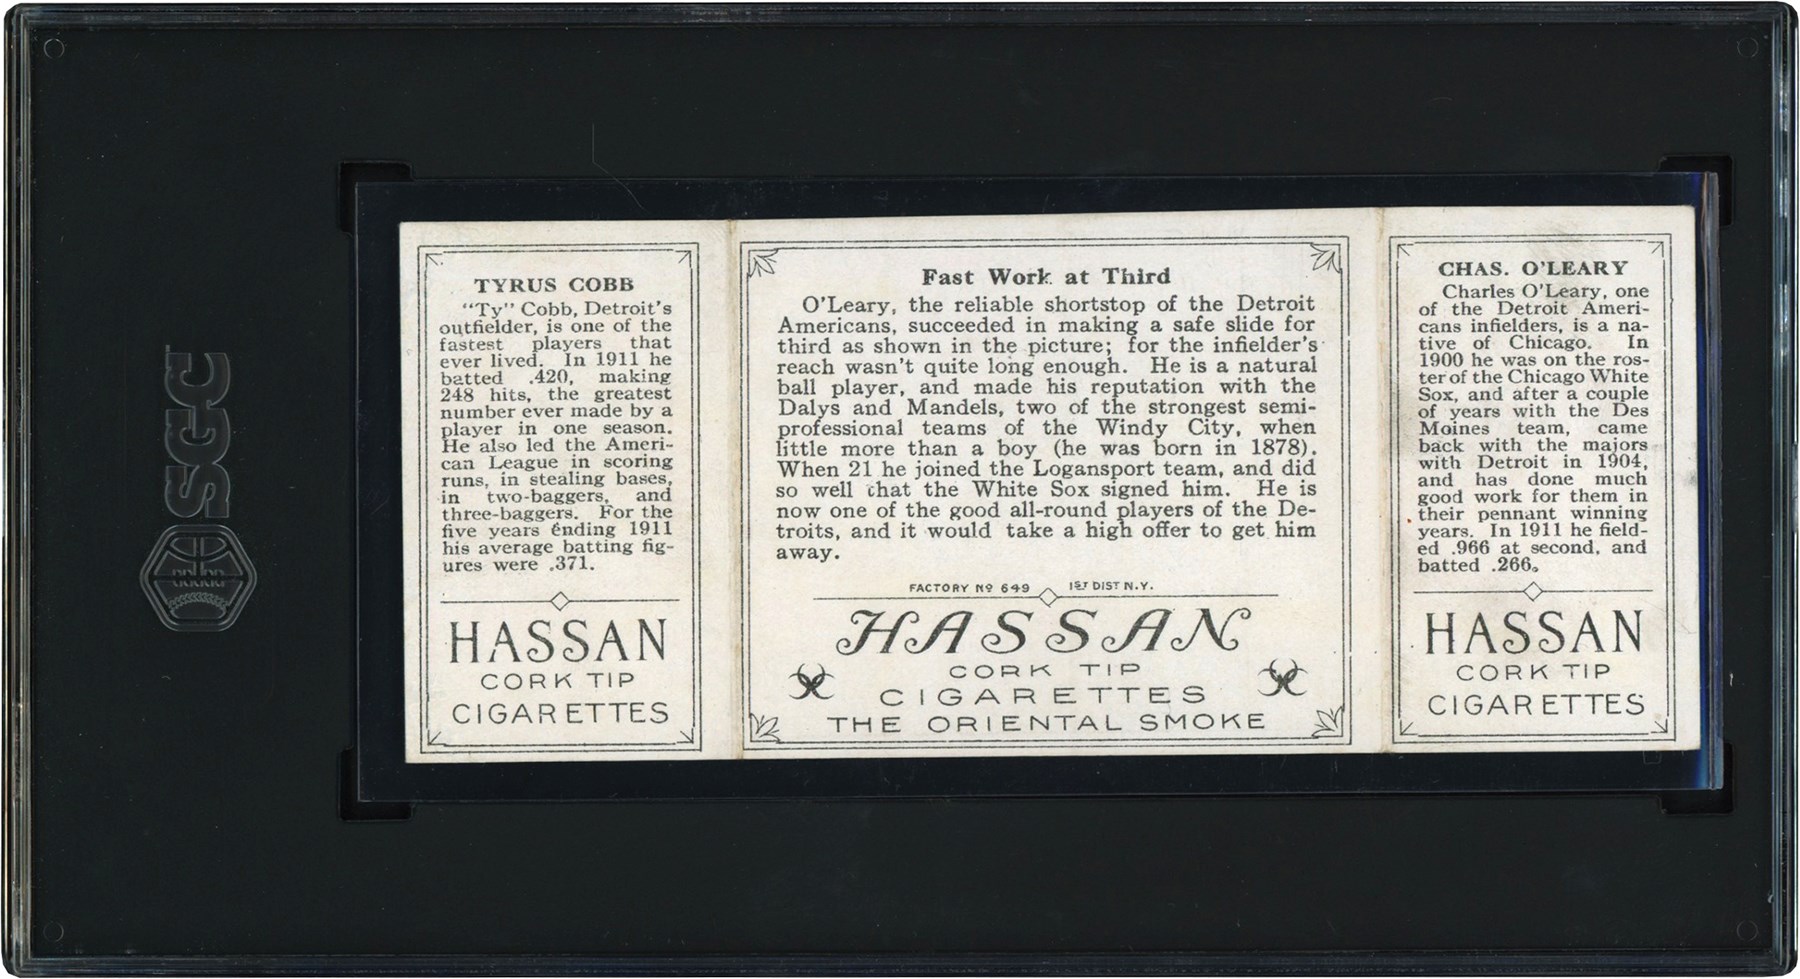 SGC
TYRUS COBB
"Ty" Cobb, Detroit's
outfielder, is one of the
fastest players that
ever lived. In 1911 he
batted .420, making
248 hits, the greatest
number ever made by a
player in one season.
He also led the Ameri-
can League in scoring
runs, in stealing bases,
in two-baggers, and
three-baggers. For the
five years ending 1911
his average batting fig-
ures were .371.
HASSAN
CORK TIP
CIGARETTES
Fast Work at Third
O'Leary, the reliable shortstop of the Detroit
Americans, succeeded in making a safe slide for
third as shown in the picture; for the infielder's
reach wasn't quite long enough. He is a natural
ball player, and made his reputation with the
Dalys and Mandels, two of the strongest semi-
professional teams of the Windy City, when
little more than a boy (he was born in 1878).
When 21 he joined the Logansport team, and did
so well that the White Sox signed him. He is
now one of the good all-round players of the De-
troits, and it would take a high offer to get him
away.
FACTORY Nº 649 1ST DIST N.Y.
HASSAN
CORK TIP
CIGARETTES
THE ORIENTAL SMOKE
CHAS. O'LEARY
Charles O'Leary, one
of the Detroit Ameri-
cans infielders, is a na-
tive of Chicago. In
1900 he was on the ros-
ter of the Chicago White
Sox, and after a couple
of years with the Des
Moines team, came
back with the majors
with Detroit in 1904,
and has done much
good work for them in
their pennant winning
years. In 1911 he field-
ed .966 at second, and
batted .266.
HASSAN
CORK TIP
CIGARETTES